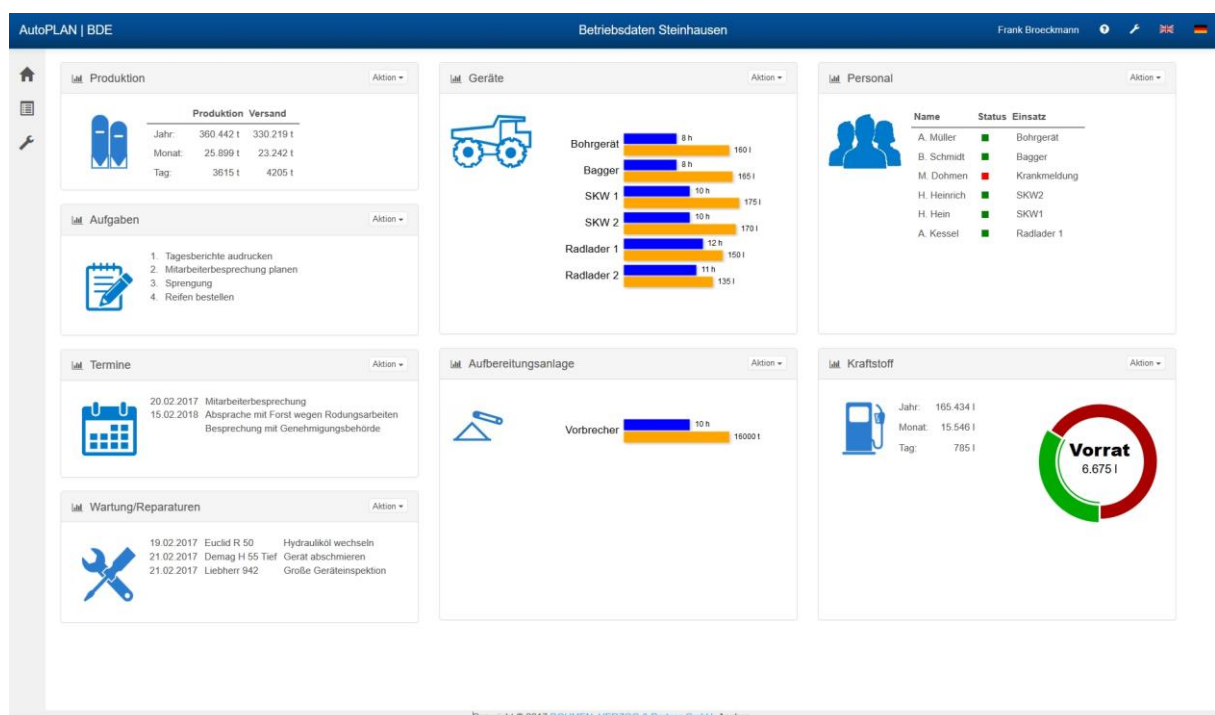 AutoPLAN | BDE
Betriebsdaten Steinhausen
Frank Broeckmann
Produktion
Aktion
Produktion Versand
Jahr: 360.442 t 330.219 t
Monat: 25.899 t 23.242 t
Tag: 3615 t 4205 t
Aufgaben
Aktion
1. Tagesberichte audrucken
2. Mitarbeiterbesprechung planen
3. Sprengung
4. Reifen bestellen
Termine
Aktion
20.02.2017 Mitarbeiterbesprechung
15.02.2018 Absprache mit Forst wegen Rodungsarbeiten
Besprechung mit Genehmigungsbehörde
Wartung/Reparaturen
Aktion
19.02.2017 Euclid R 50 Hydrauliköl wechseln
21.02.2017 Demag H 55 Tief Gerät abschmieren
21.02.2017 Liebherr 942 Große Geräteinspektion
Geräte
Aktion
Bohrgerät 8 h 160 l
Bagger 8 h 165 l
SKW 1 10 h 175 l
SKW 2 10 h 170 l
Radlader 1 12 h 150 l
Radlader 2 11 h 135 l
Aufbereitungsanlage
Aktion
Vorbrecher 10 h 16000 t
Personal
Aktion
Name Status Einsatz
A. Müller Bohrgerät
B. Schmidt Bagger
M. Dohmen Krankmeldung
H. Heinrich SKW2
H. Hein SKW1
A. Kessel Radlader 1
Kraftstoff
Aktion
Jahr: 165.434 l
Monat: 15.546 l
Tag: 785 l
Vorrat
6.675 l